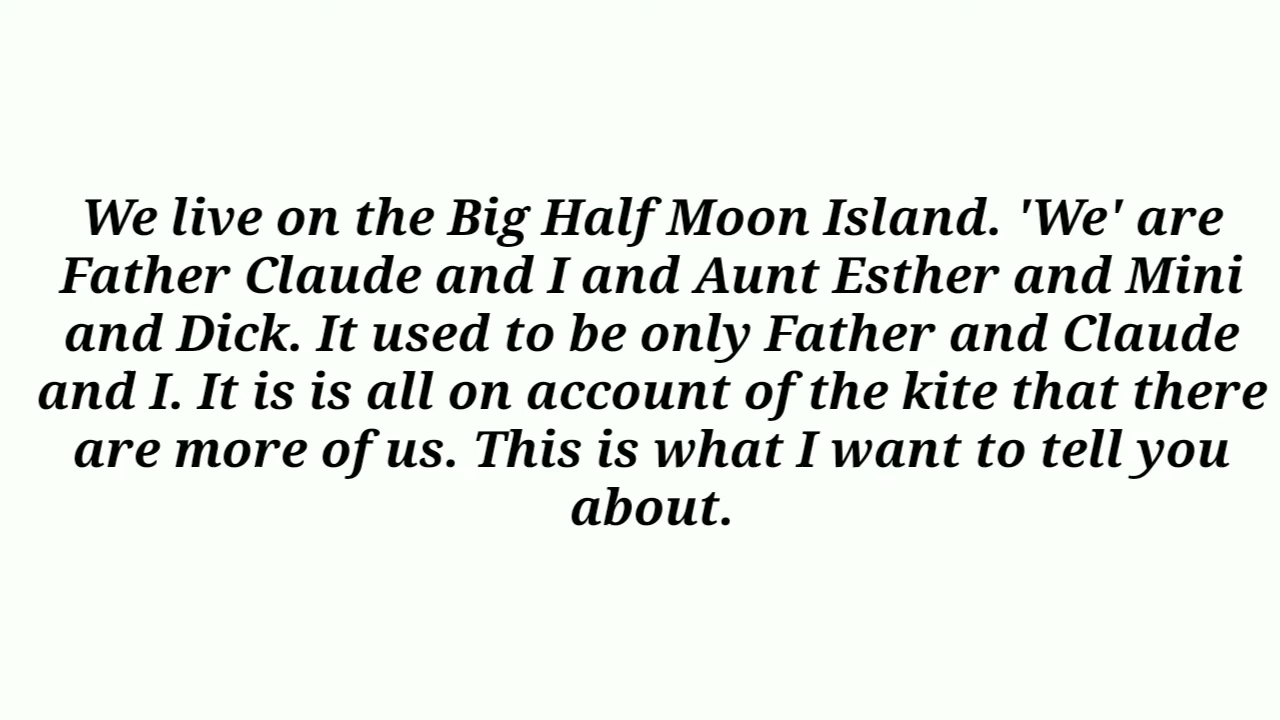 We live on the Big Half Moon Island. 'We' are
Father Claude and I and Aunt Esther and Mini
and Dick. It used to be only Father and Claude
and I. It is is all on account of the kite that there
are more of us. This is what I want to tell you
about.